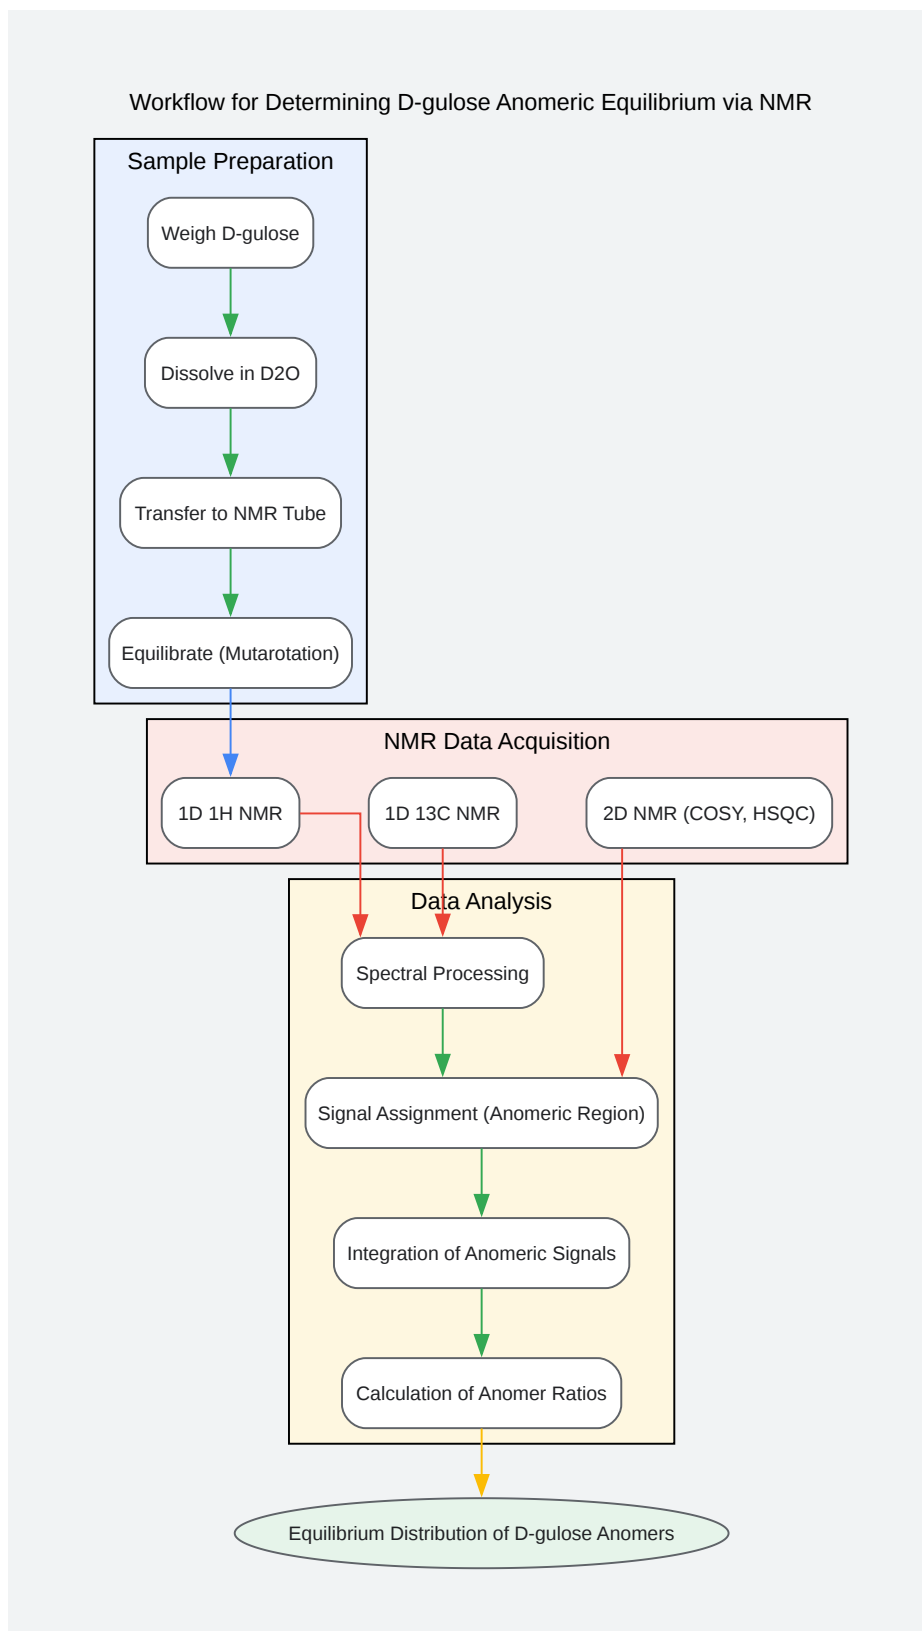 Workflow for Determining D-gulose Anomeric Equilibrium via NMR
Sample Preparation
Weigh D-gulose
Dissolve in D2O
Transfer to NMR Tube
Equilibrate (Mutarotation)
NMR Data Acquisition
1D 1H NMR
1D 13C NMR
2D NMR (COSY, HSQC)
Data Analysis
Spectral Processing
Signal Assignment (Anomeric Region)
Integration of Anomeric Signals
Calculation of Anomer Ratios
Equilibrium Distribution of D-gulose Anomers